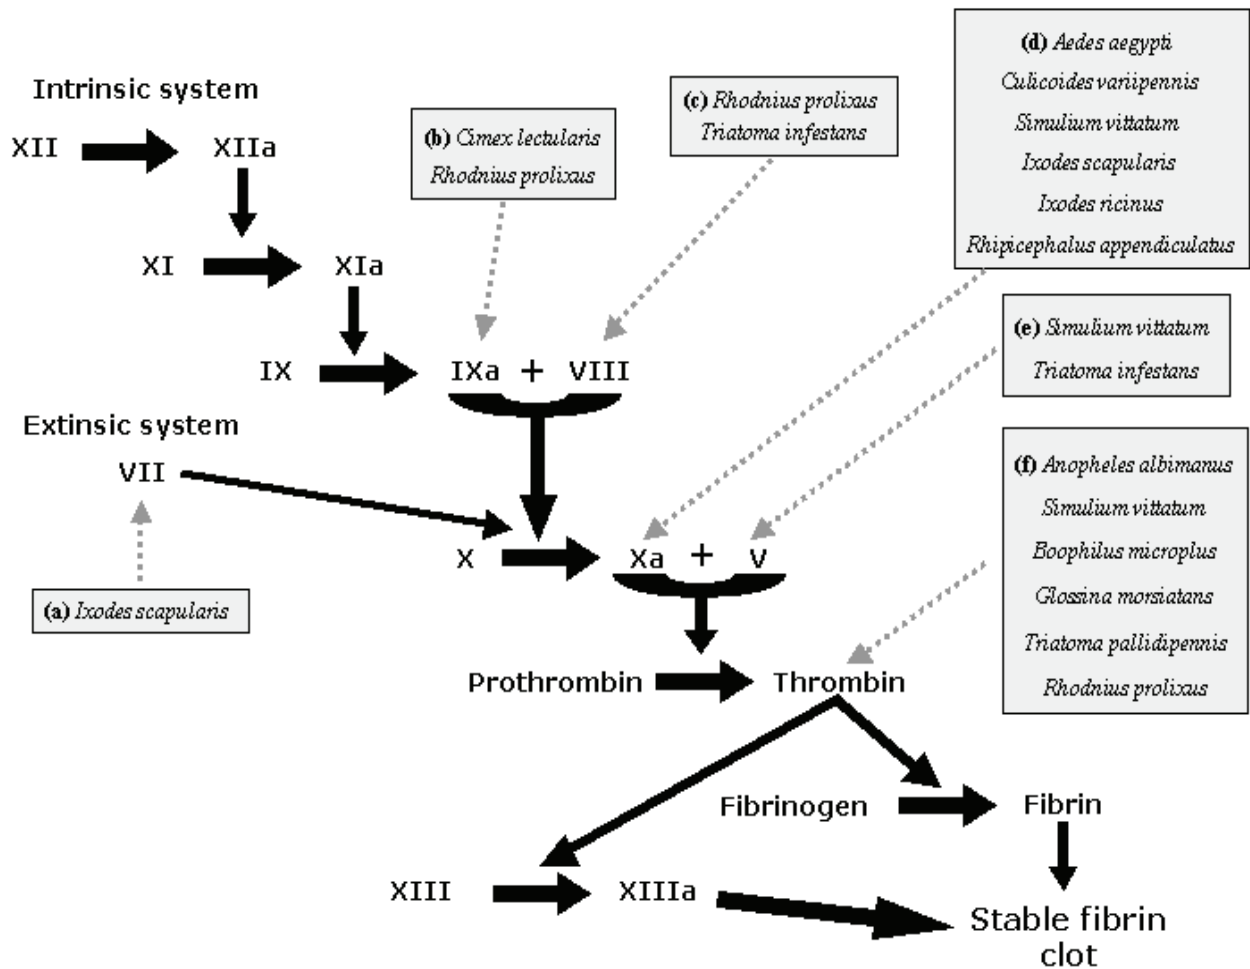 (d) Aedes aegypti
Culicoides variipennis
Simulium vittatum
Ixodes scapularis
Ixodes ricinus
Rhipicephalus appendiculatus
Intrinsic system
(c) Rhodnius prolixus
Triatoma infestans
(b) Cimex lectularis
Rhodnius prolixus
XII
XIIa
XI
XIa
(e) Simulium vittatum
Triatoma infestans
IX
IXa + VIII
Extinsic system
VII
(f) Anopheles albimanus
Simulium vittatum
Boophilus microplus
Glossina morsiatans
Triatoma pallidipennis
Rhodnius prolixus
X
Xa + V
(a) Ixodes scapularis
Prothrombin
Thrombin
Fibrinogen
Fibrin
XIII
XIIIa
Stable fibrin
clot